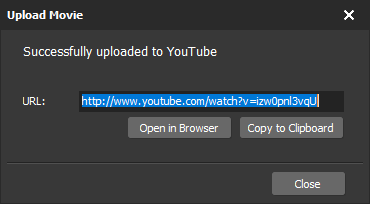 Upload Movie
Successfully uploaded to YouTube
URL: http://www.youtube.com/watch?v=izw0pnl3vqU
Open in Browser Copy to Clipboard
Close